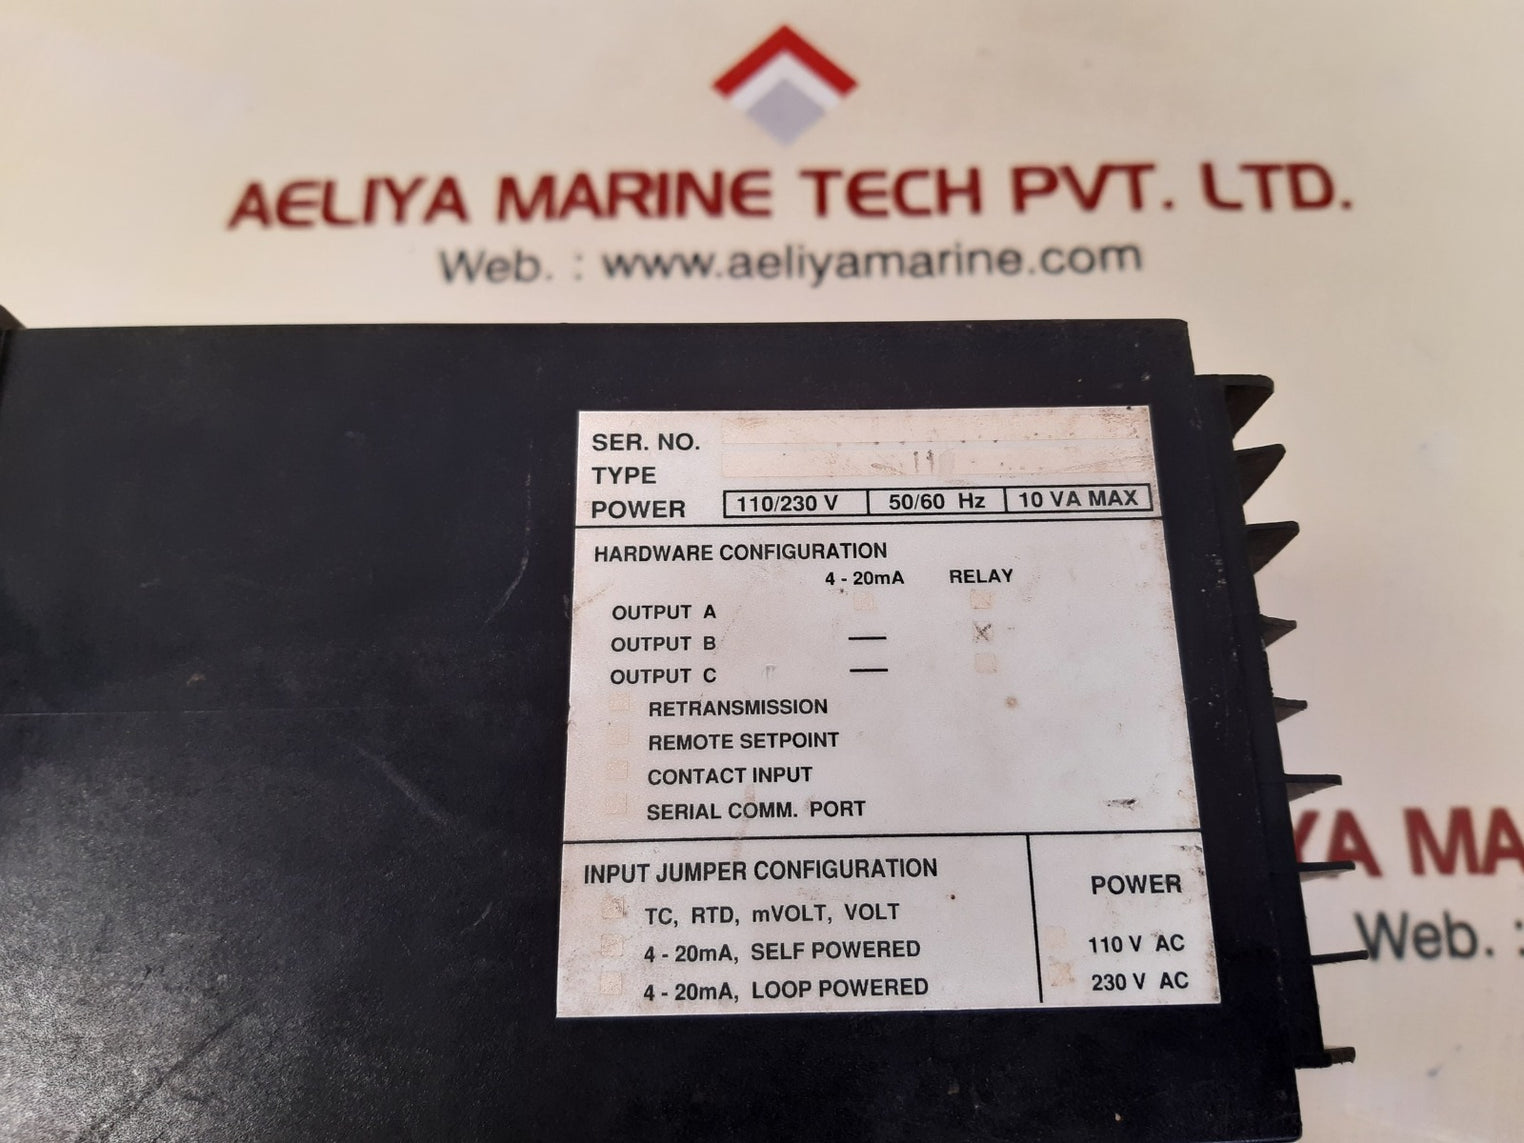 AELIYA MARINE TECH PVT. LTD.
Web. : www.aeliyamarine.com
SER. NO.
TYPE
POWER 110/230 V 50/60 Hz 10 VA MAX
HARDWARE CONFIGURATION
4 - 20mA RELAY
OUTPUT A
OUTPUT B — X
OUTPUT C —
RETRANSMISSION
REMOTE SETPOINT
CONTACT INPUT
SERIAL COMM. PORT
INPUT JUMPER CONFIGURATION
POWER
TC, RTD, mVOLT, VOLT
4 - 20mA, SELF POWERED
110 V AC
4 - 20mA, LOOP POWERED
230 V AC
YA MA
Web. :